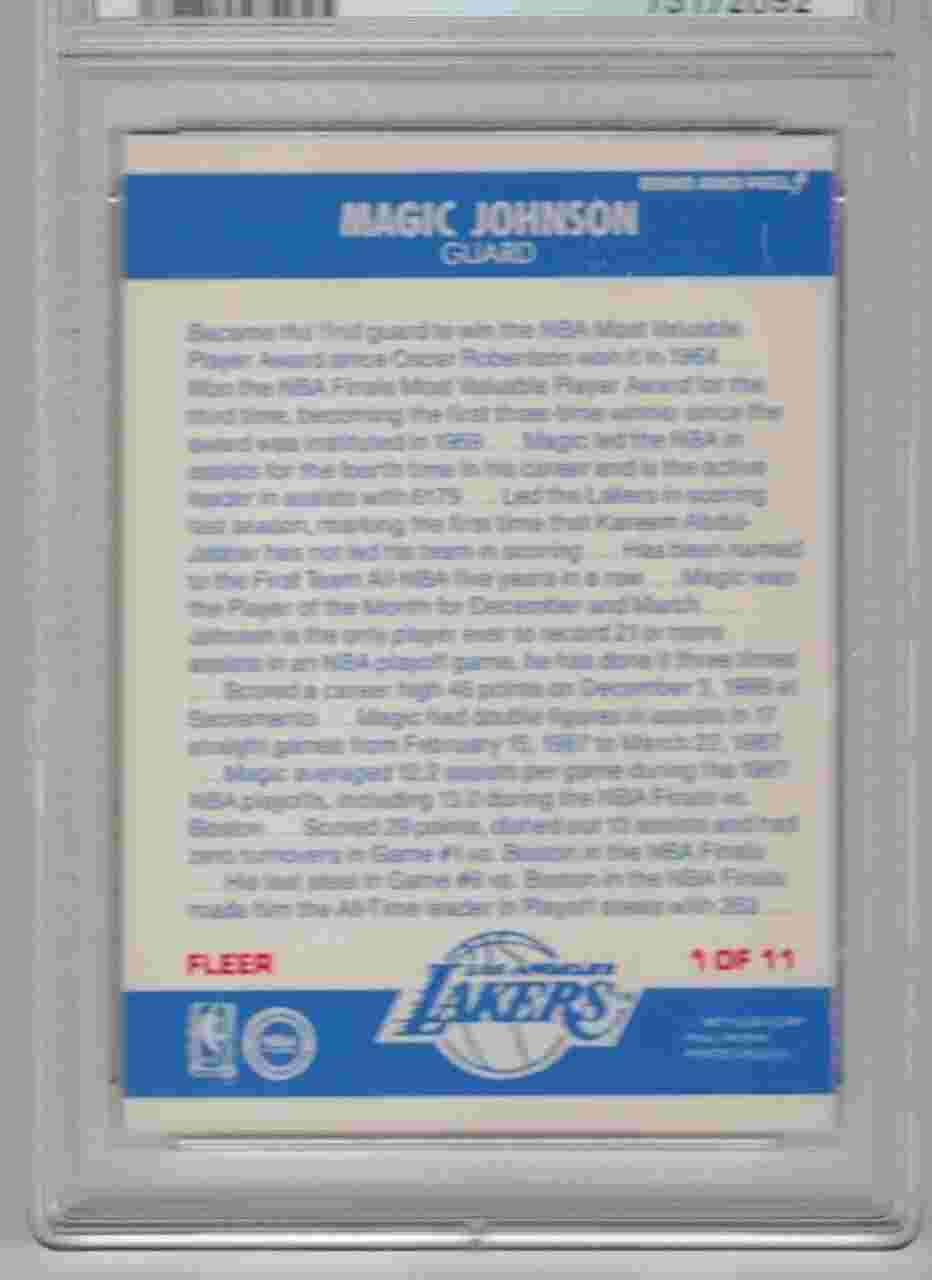 MAGIC JOHNSON
GUARD
Became the first guard to win the NBA Most Valuable
Player Award since Oscar Robertson won it in 1964 . . .
Won the NBA Finals Most Valuable Player Award for the
third time, becoming the first three-time winner since the
award was instituted in 1969 . . . Magic led the NBA in
assists for the fourth time in his career and is the active
leader in assists with . . . Led the Lakers in scoring
last season, marking the first time that Kareem Abdul-
Jabbar has not led his team in scoring . . . Has been named
to the First Team All-NBA five years in a row . . . Magic was
the Player of the Month for December and March . . .
Johnson is the only player ever to record 21 or more
assists in an NBA playoff game, he has done it three times
. . . Scored a career high 46 points on December at
Sacramento . . . Magic had double figures in assists in 17
straight games from February 15, 1987 to March 22, 1987
. . . Magic averaged 12.2 assists per game during the 1987
NBA playoffs, including 13.0 during the NBA Finals vs.
Boston . . . Scored 29 points, dished out 13 assists and had
zero turnovers in Game #1 vs. Boston in the NBA Finals
. . . His last steal in Game #6 vs. Boston in the NBA Finals
made him the All-Time leader in Playoff steals with . . .
FLEER
1 OF 11
LOS ANGELES
LAKERS